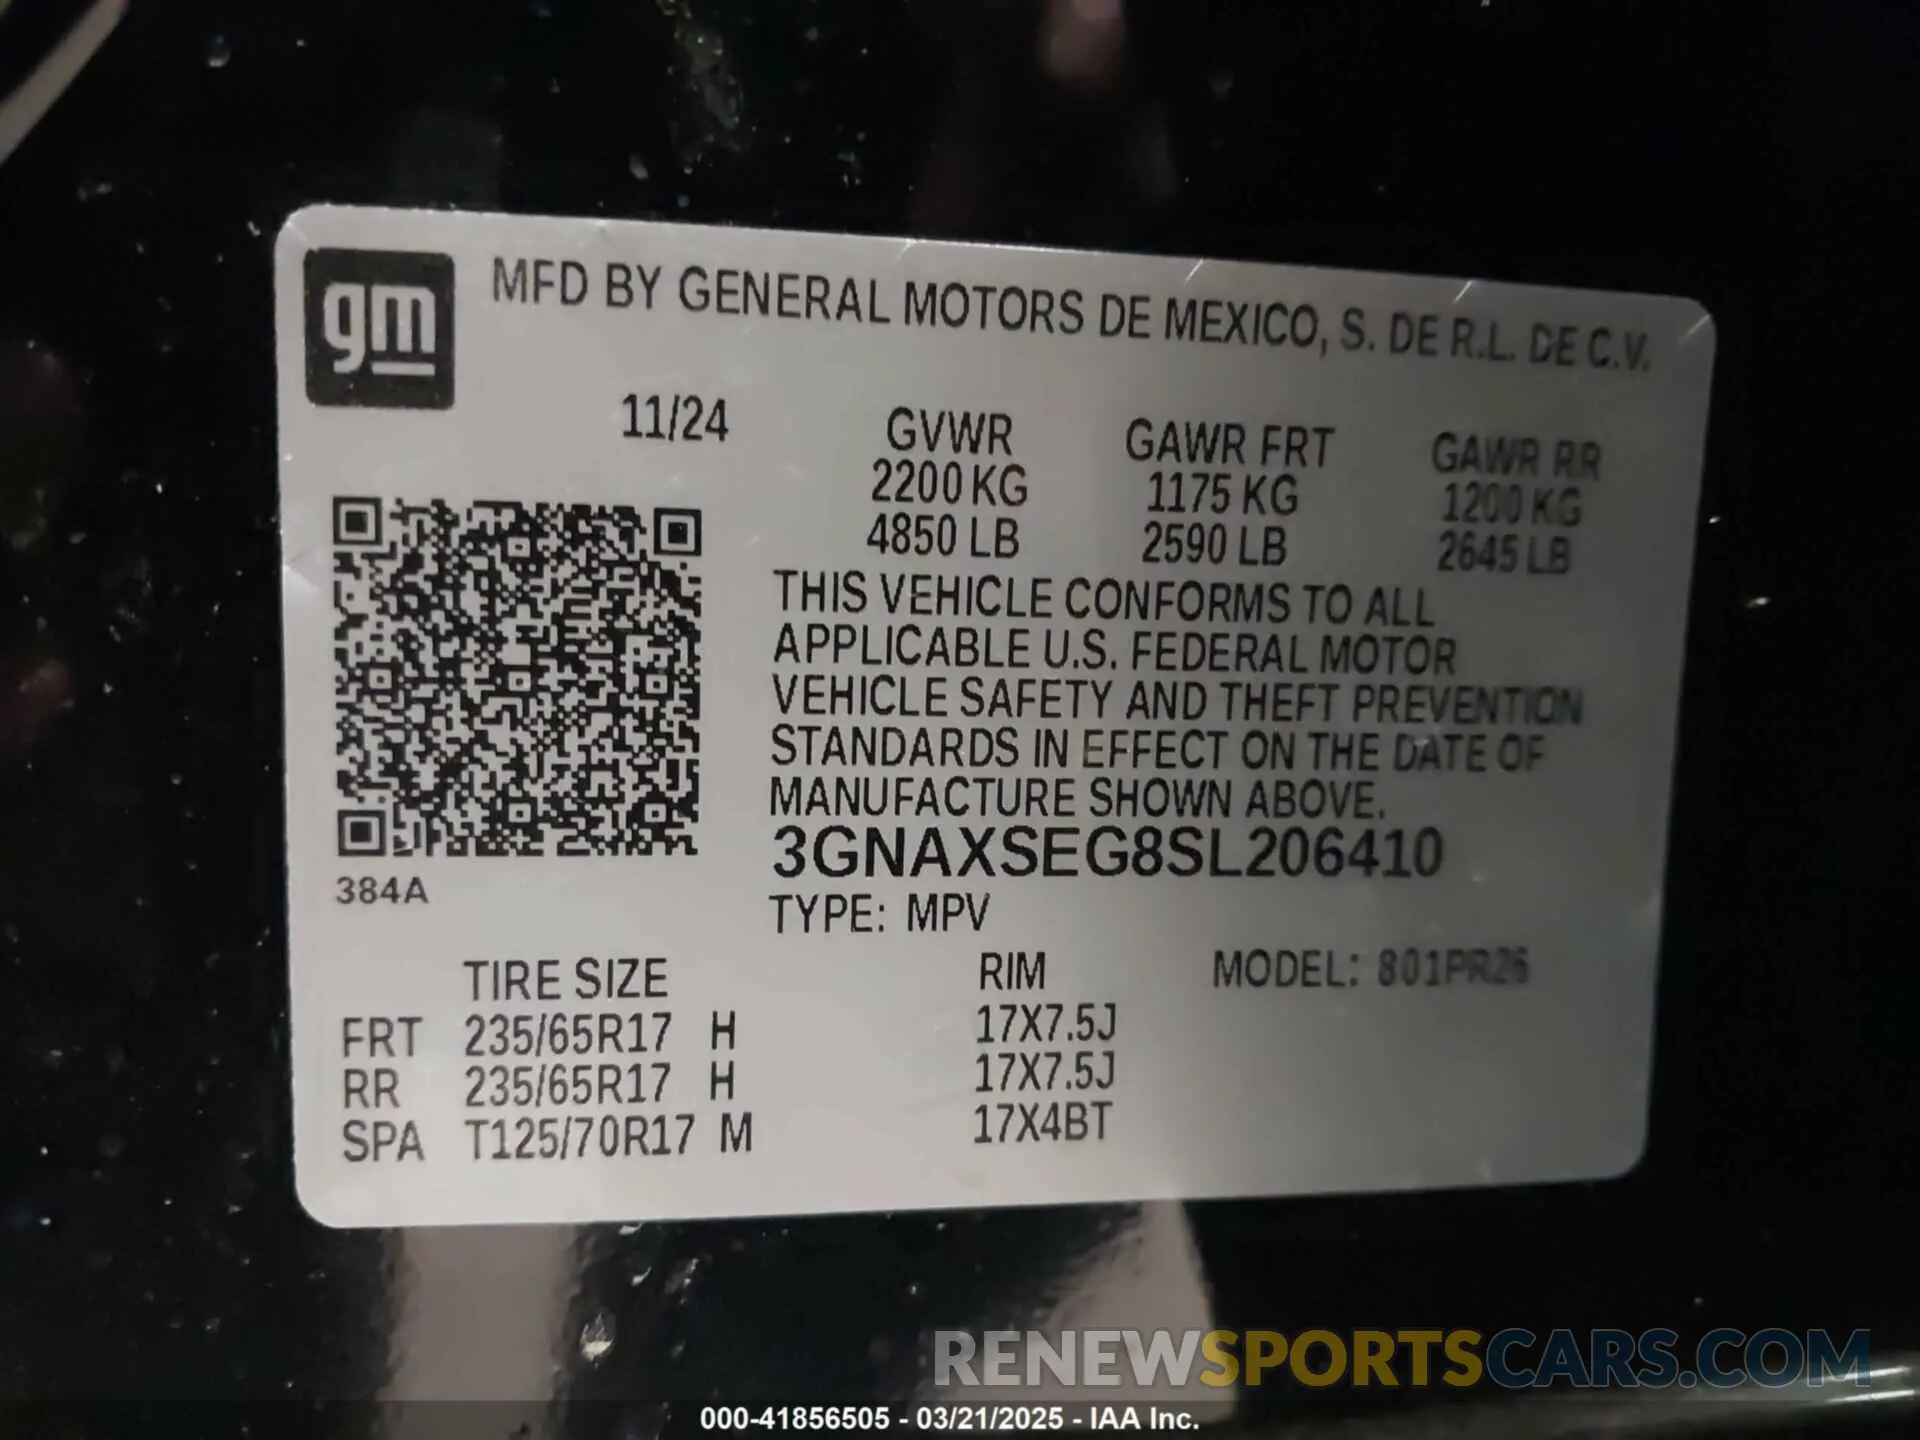 gm
MFD BY GENERAL MOTORS DE MEXICO, S. DE R.L. DE C.V.
11/24
GVWR GAWR FRT GAWR RR
2200 KG 1175 KG 1200 KG
4850 LB 2590 LB 2645 LB
THIS VEHICLE CONFORMS TO ALL
APPLICABLE U.S. FEDERAL MOTOR
VEHICLE SAFETY AND THEFT PREVENTION
STANDARDS IN EFFECT ON THE DATE OF
MANUFACTURE SHOWN ABOVE.
3GNAXSEG8SL206410
384A
TYPE: MPV
TIRE SIZE RIM MODEL: 801PR26
FRT 235/65R17 H 17X7.5J
RR 235/65R17 H 17X7.5J
SPA T125/70R17 M 17X4BT
RENEWSPORTSCARS.COM
000-41856505 - 03/21/2025 - IAA Inc.